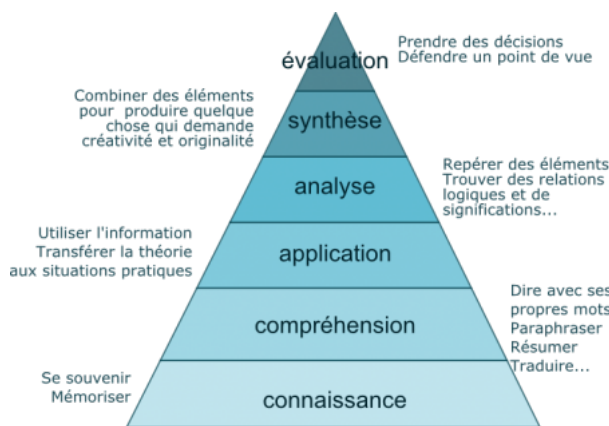 évaluation
Prendre des décisions
Défendre un point de vue
Combiner des éléments
pour produire quelque
chose qui demande
créativité et originalité
synthèse
analyse
Repérer des éléments
Trouver des relations
logiques et de
significations...
Utiliser l'information
Transférer la théorie
aux situations pratiques
application
Dire avec ses
propres mots
Paraphraser
Résumer
Traduire...
compréhension
Se souvenir
Mémoriser
connaissance